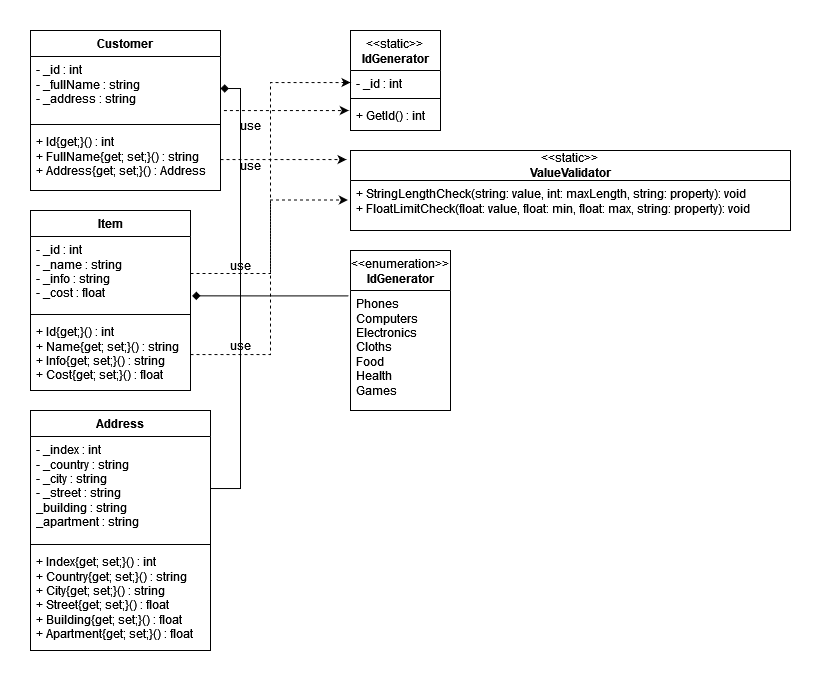 Customer
- _id : int
- _fullName : string
- _address : string
+ Id{get;}() : int
+ FullName{get; set;}() : string
+ Address{get; set;}() : Address
<<static>>
IdGenerator
- _id : int
+ GetId() : int
use
use
<<static>>
ValueValidator
+ StringLengthCheck(string: value, int: maxLength, string: property): void
+ FloatLimitCheck(float: value, float: min, float: max, string: property): void
Item
- _id : int
- _name : string
- _info : string
- _cost : float
+ Id{get;}() : int
+ Name{get; set;}() : string
+ Info{get; set;}() : string
+ Cost{get; set;}() : float
use
use
<<enumeration>>
IdGenerator
Phones
Computers
Electronics
Cloths
Food
Health
Games
Address
- _index : int
- _country : string
- _city : string
- _street : string
_building : string
_apartment : string
+ Index{get; set;}() : int
+ Country{get; set;}() : string
+ City{get; set;}() : string
+ Street{get; set;}() : float
+ Building{get; set;}() : float
+ Apartment{get; set;}() : float